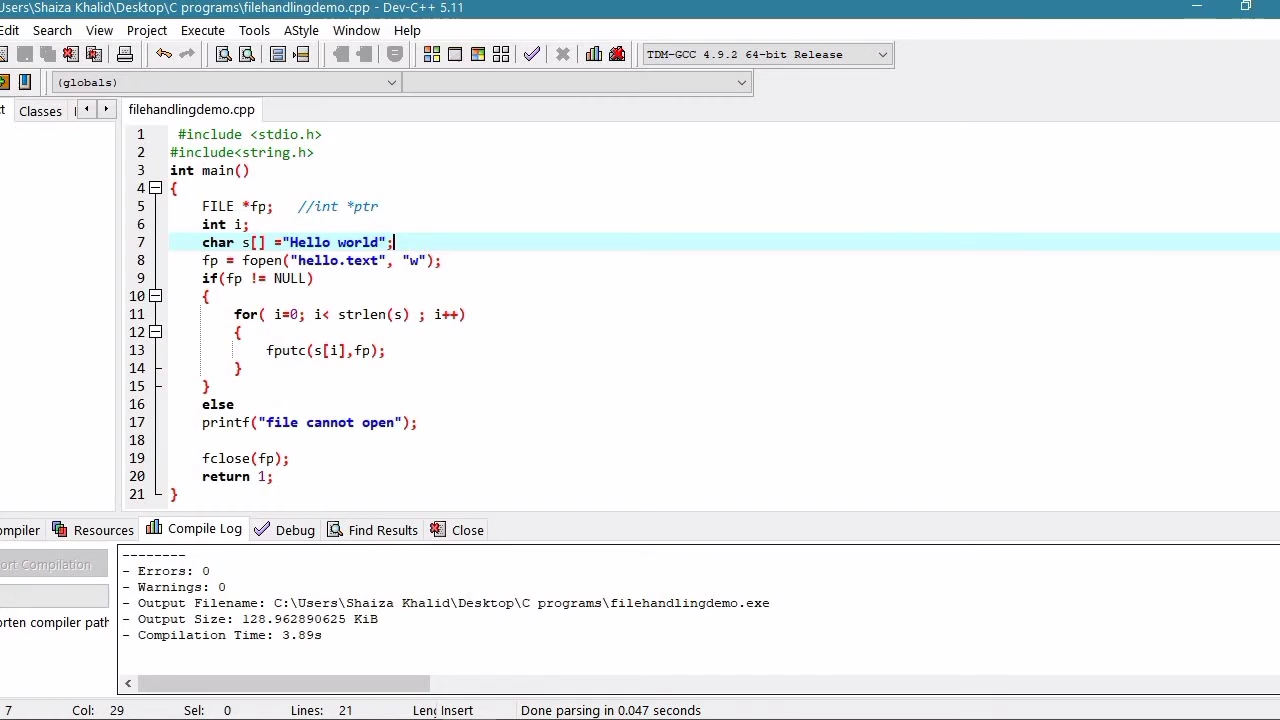 Users\Shaiza Khalid\Desktop\C programs\filehandlingdemo.cpp - Dev-C++ 5.11
Edit Search View Project Execute Tools AStyle Window Help
TDM-GCC 4.9.2 64-bit Release
(globals)
Classes
filehandlingdemo.cpp
1 #include <stdio.h>
2 #include<string.h>
3 int main()
4 {
5 FILE *fp; //int *ptr
6 int i;
7 char s[] ="Hello world";
8 fp = fopen("hello.text", "w");
9 if(fp != NULL)
10 {
11 for( i=0; i< strlen(s) ; i++)
12 {
13 fputc(s[i],fp);
14 }
15 }
16 else
17 printf("file cannot open");
18
19 fclose(fp);
20 return 1;
21 }
ompiler Resources Compile Log Debug Find Results Close
ort Compilation
orten compiler path
--------
- Errors: 0
- Warnings: 0
- Output Filename: C:\Users\Shaiza Khalid\Desktop\C programs\filehandlingdemo.exe
- Output Size: 128.962890625 KiB
- Compilation Time: 3.89s
7 Col: 29 Sel: 0 Lines: 21 Leng Insert Done parsing in 0.047 seconds